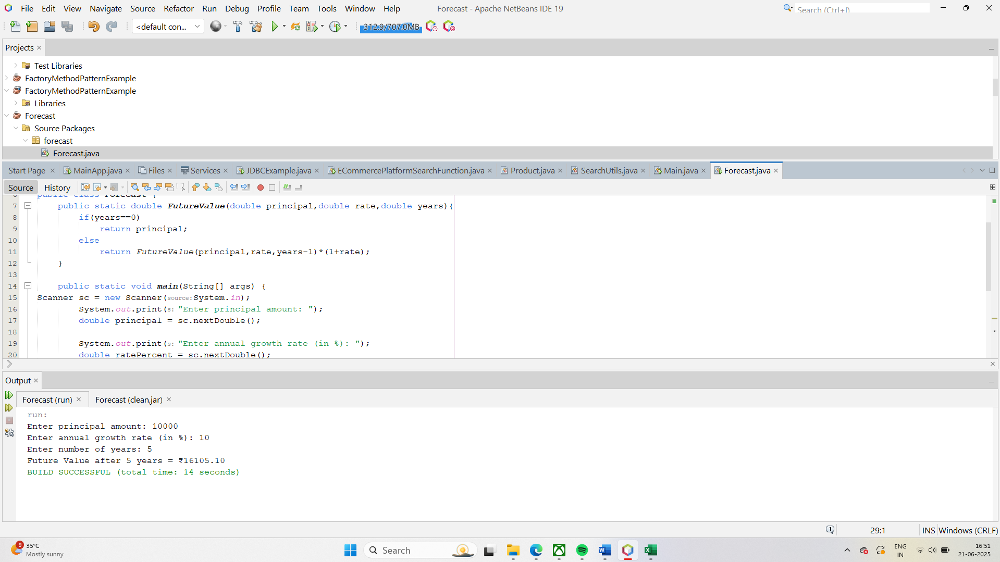 File Edit View Navigate Source Refactor Run Debug Profile Team Tools Window Help Forecast - Apache NetBeans IDE 19 Search (Ctrl+I)
<default con... 312.9/707.0MB
Projects
Test Libraries
FactoryMethodPatternExample
FactoryMethodPatternExample
Libraries
Forecast
Source Packages
forecast
Forecast.java
Start Page MainApp.java Files Services JDBCExample.java ECommercePlatformSearchFunction.java Product.java SearchUtils.java Main.java Forecast.java
Source History
6 public class Forecast {
7 public static double FutureValue(double principal,double rate,double years){
8 if(years==0)
9 return principal;
10 else
11 return FutureValue(principal,rate,years-1)*(1+rate);
12 }
13
14 public static void main(String[] args) {
15 Scanner sc = new Scanner(source:System.in);
16 System.out.print(s:"Enter principal amount: ");
17 double principal = sc.nextDouble();
18
19 System.out.print(s:"Enter annual growth rate (in %): ");
20 double ratePercent = sc.nextDouble();
Output
Forecast (run) Forecast (clean,jar)
run:
Enter principal amount: 10000
Enter annual growth rate (in %): 10
Enter number of years: 5
Future Value after 5 years = ₹16105.10
BUILD SUCCESSFUL (total time: 14 seconds)
1 29:1 INS Windows (CRLF)
9 35°C
Mostly sunny
Search
ENG
IN
16:51
21-06-2025